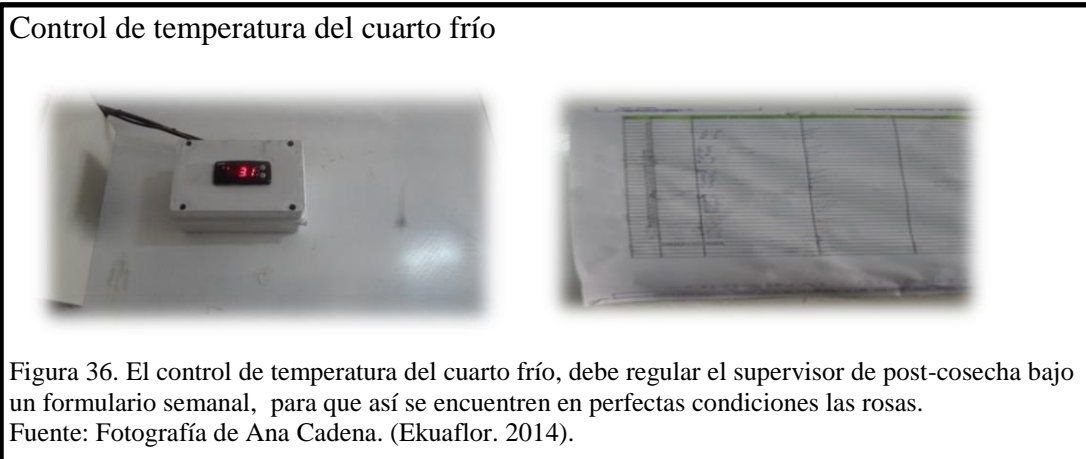 Control de temperatura del cuarto frío
Figura 36. El control de temperatura del cuarto frío, debe regular el supervisor de post-cosecha bajo
un formulario semanal,  para que así se encuentren en perfectas condiciones las rosas.
Fuente: Fotografía de Ana Cadena. (Ekuaflor. 2014).